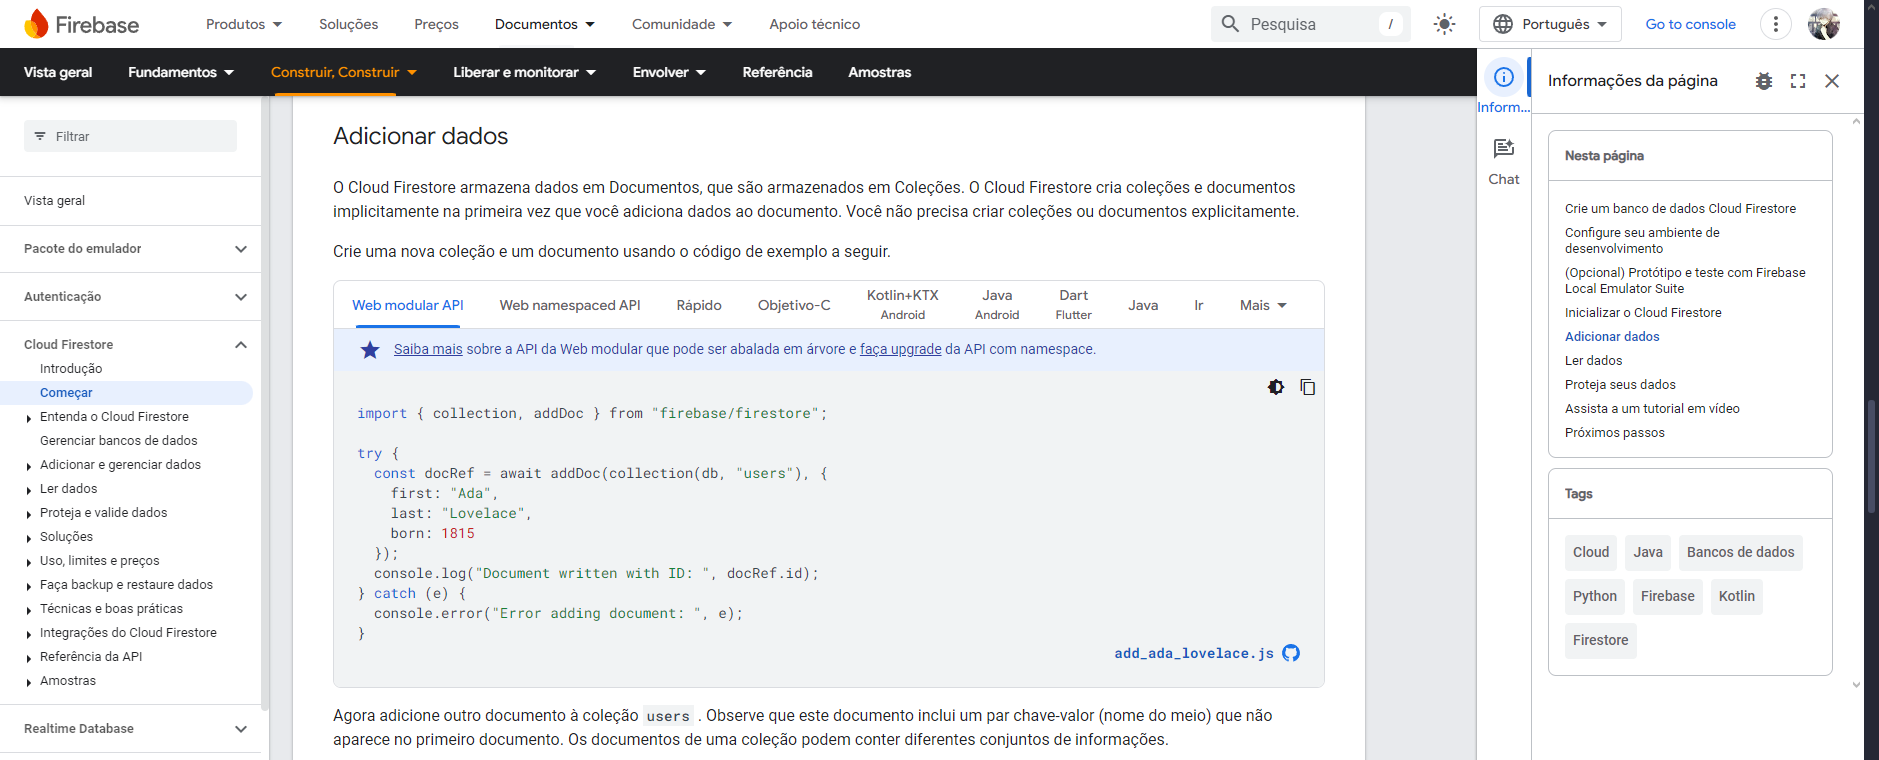 Firebase
Produtos
Soluções
Preços
Documentos
Comunidade
Apoio técnico
Pesquisa
/
Português
Go to console
Vista geral
Fundamentos
Construir, Construir
Liberar e monitorar
Envolver
Referência
Amostras
Filtrar
Vista geral
Pacote do emulador
Autenticação
Cloud Firestore
Introdução
Começar
Entenda o Cloud Firestore
Gerenciar bancos de dados
Adicionar e gerenciar dados
Ler dados
Proteja e valide dados
Soluções
Uso, limites e preços
Faça backup e restaure dados
Técnicas e boas práticas
Integrações do Cloud Firestore
Referência da API
Amostras
Realtime Database
Adicionar dados
O Cloud Firestore armazena dados em Documentos, que são armazenados em Coleções. O Cloud Firestore cria coleções e documentos
implicitamente na primeira vez que você adiciona dados ao documento. Você não precisa criar coleções ou documentos explicitamente.
Crie uma nova coleção e um documento usando o código de exemplo a seguir.
Web modular API
Web namespaced API
Rápido
Objetivo-C
Kotlin+KTX
Android
Java
Android
Dart
Flutter
Java
Ir
Mais
Saiba mais sobre a API da Web modular que pode ser abalada em árvore e faça upgrade da API com namespace.
import { collection, addDoc } from "firebase/firestore";
try {
  const docRef = await addDoc(collection(db, "users"), {
    first: "Ada",
    last: "Lovelace",
    born: 1815
  });
  console.log("Document written with ID: ", docRef.id);
} catch (e) {
  console.error("Error adding document: ", e);
}
add_ada_lovelace.js
Agora adicione outro documento à coleção users . Observe que este documento inclui um par chave-valor (nome do meio) que não
aparece no primeiro documento. Os documentos de uma coleção podem conter diferentes conjuntos de informações.
Inform...
Chat
Informações da página
Nesta página
Crie um banco de dados Cloud Firestore
Configure seu ambiente de
desenvolvimento
(Opcional) Protótipo e teste com Firebase
Local Emulator Suite
Inicializar o Cloud Firestore
Adicionar dados
Ler dados
Proteja seus dados
Assista a um tutorial em vídeo
Próximos passos
Tags
Cloud
Java
Bancos de dados
Python
Firebase
Kotlin
Firestore